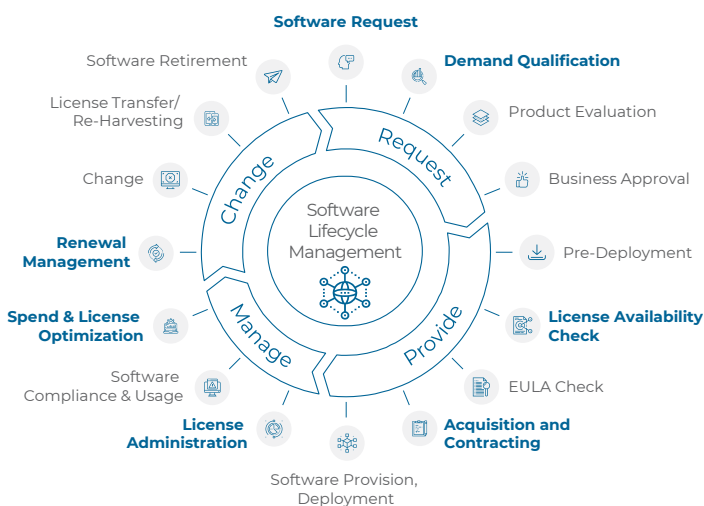 Software Request
Demand Qualification
Product Evaluation
Business Approval
Pre-Deployment
License Availability
Check
EULA Check
Acquisition and
Contracting
Software Provision,
Deployment
License
Administration
Software
Compliance & Usage
Spend & License
Optimization
Renewal
Management
Change
License Transfer/
Re-Harvesting
Software Retirement
Request
Provide
Manage
Change
Software
Lifecycle
Management